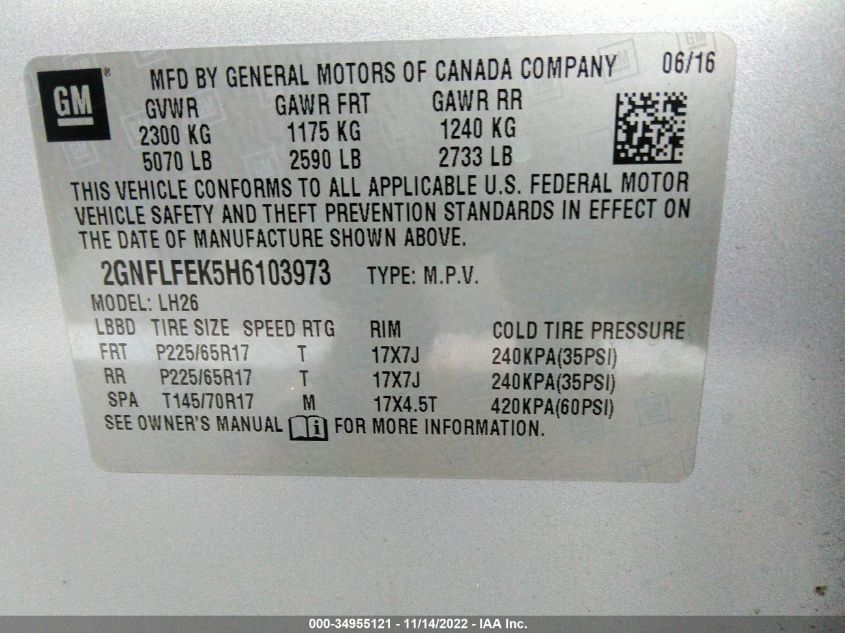 GM ® MFD BY GENERAL MOTORS OF CANADA COMPANY 06/16
GVWR GAWR FRT GAWR RR
2300 KG 1175 KG 1240 KG
5070 LB 2590 LB 2733 LB
THIS VEHICLE CONFORMS TO ALL APPLICABLE U.S. FEDERAL MOTOR
VEHICLE SAFETY AND THEFT PREVENTION STANDARDS IN EFFECT ON
THE DATE OF MANUFACTURE SHOWN ABOVE.
2GNFLFEK5H6103973 TYPE: M.P.V.
MODEL: LH26
LBBD TIRE SIZE SPEED RTG RIM COLD TIRE PRESSURE
FRT P225/65R17 T 17X7J 240KPA(35PSI)
RR P225/65R17 T 17X7J 240KPA(35PSI)
SPA T145/70R17 M 17X4.5T 420KPA(60PSI)
SEE OWNER'S MANUAL i FOR MORE INFORMATION.
000-34955121 - 11/14/2022 - IAA Inc.